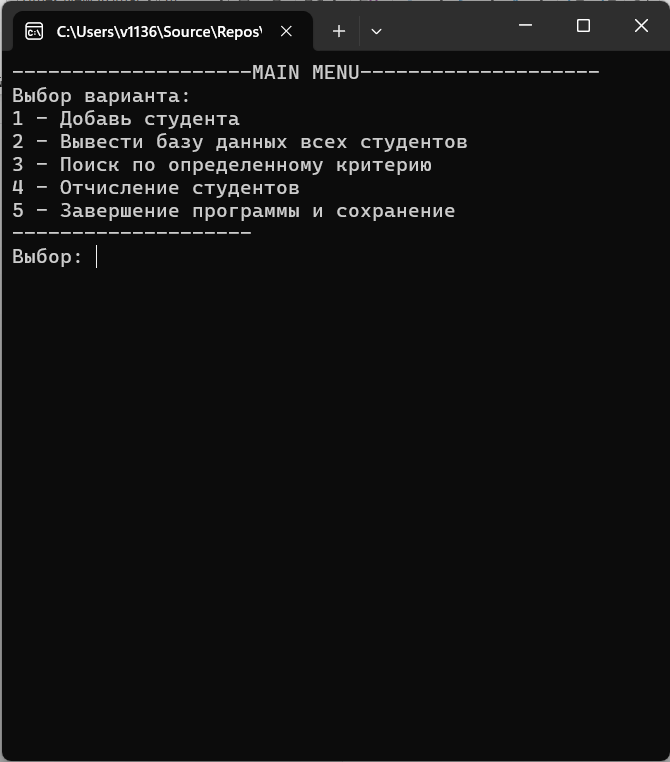 C:\Users\v1136\Source\Repos\
--------------------MAIN MENU--------------------
Выбор варианта:
1 - Добавь студента
2 - Вывести базу данных всех студентов
3 - Поиск по определенному критерию
4 - Отчисление студентов
5 - Завершение программы и сохранение
--------------------
Выбор: